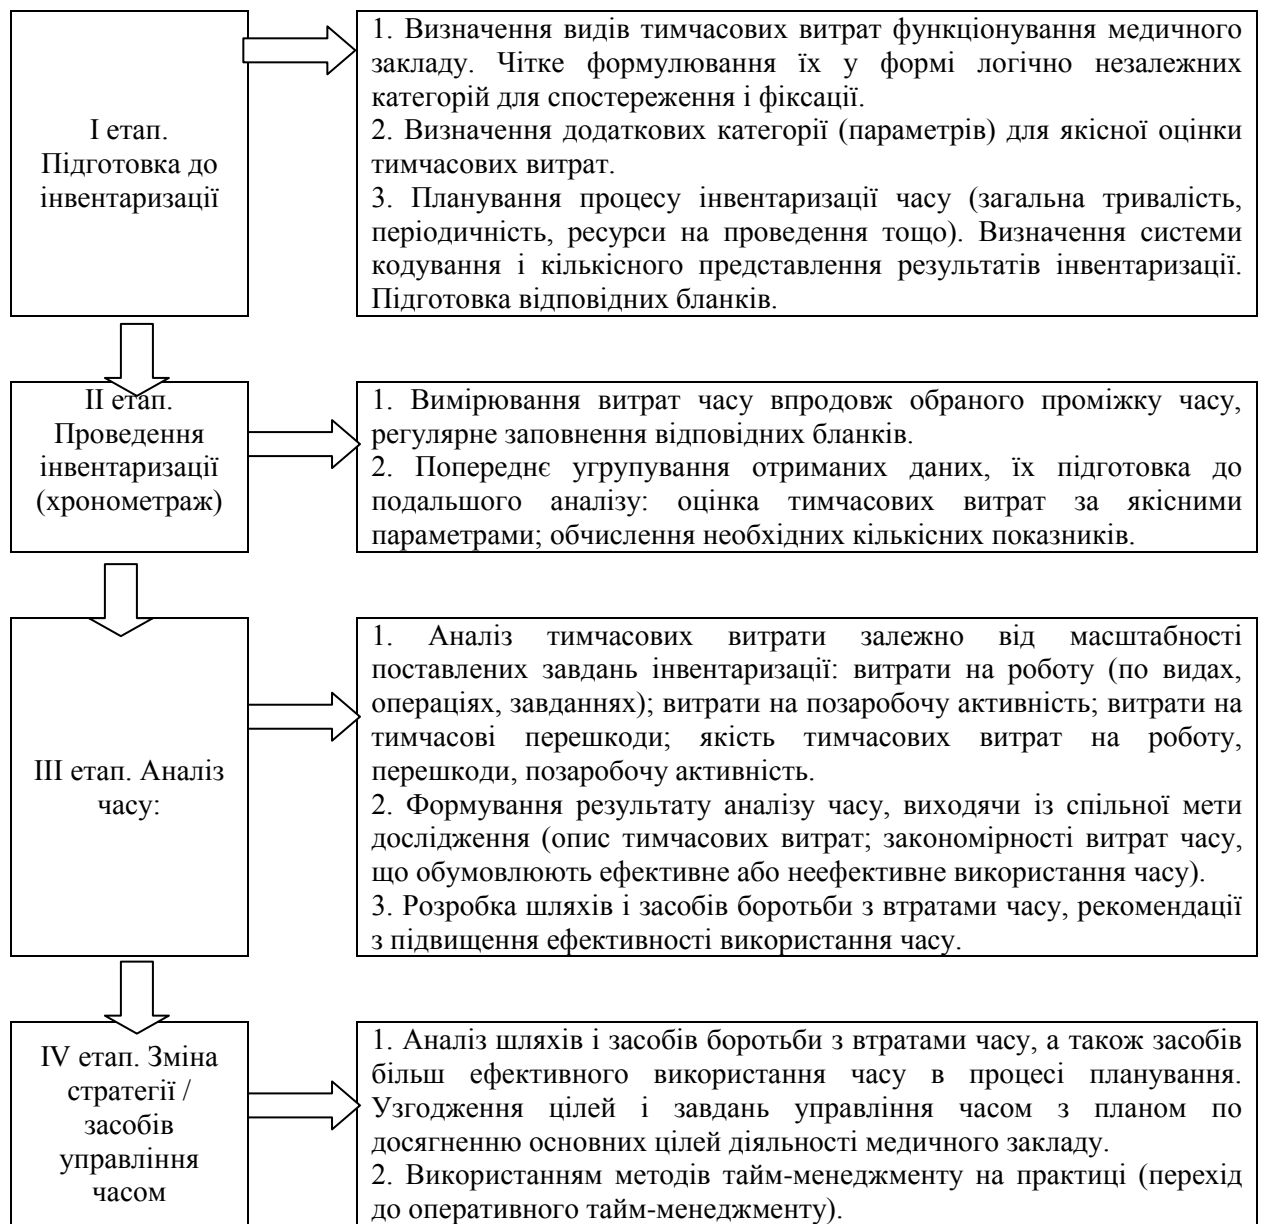 І етап.
Підготовка до
інвентаризації
1. Визначення видів тимчасових витрат функціонування медичного
закладу. Чітке формулювання їх у формі логічно незалежних
категорій для спостереження і фіксації.
2. Визначення додаткових категорії (параметрів) для якісної оцінки
тимчасових витрат.
3. Планування процесу інвентаризації часу (загальна тривалість,
періодичність, ресурси на проведення тощо). Визначення системи
кодування і кількісного представлення результатів інвентаризації.
Підготовка відповідних бланків.
ІІ етап.
Проведення
інвентаризації
(хронометраж)
1. Вимірювання витрат часу впродовж обраного проміжку часу,
регулярне заповнення відповідних бланків.
2. Попереднє угрупування отриманих даних, їх підготовка до
подальшого аналізу: оцінка тимчасових витрат за якісними
параметрами; обчислення необхідних кількісних показників.
ІІІ етап. Аналіз
часу:
1. Аналіз тимчасових витрати залежно від масштабності
поставлених завдань інвентаризації: витрати на роботу (по видах,
операціях, завданнях); витрати на позаробочу активність; витрати на
тимчасові перешкоди; якість тимчасових витрат на роботу,
перешкоди, позаробочу активність.
2. Формування результату аналізу часу, виходячи із спільної мети
дослідження (опис тимчасових витрат; закономірності витрат часу,
що обумовлюють ефективне або неефективне використання часу).
3. Розробка шляхів і засобів боротьби з втратами часу, рекомендації
з підвищення ефективності використання часу.
IV етап. Зміна
стратегії /
засобів
управління
часом
1. Аналіз шляхів і засобів боротьби з втратами часу, а також засобів
більш ефективного використання часу в процесі планування.
Узгодження цілей і завдань управління часом з планом по
досягненню основних цілей діяльності медичного закладу.
2. Використанням методів тайм-менеджменту на практиці (перехід
до оперативного тайм-менеджменту).